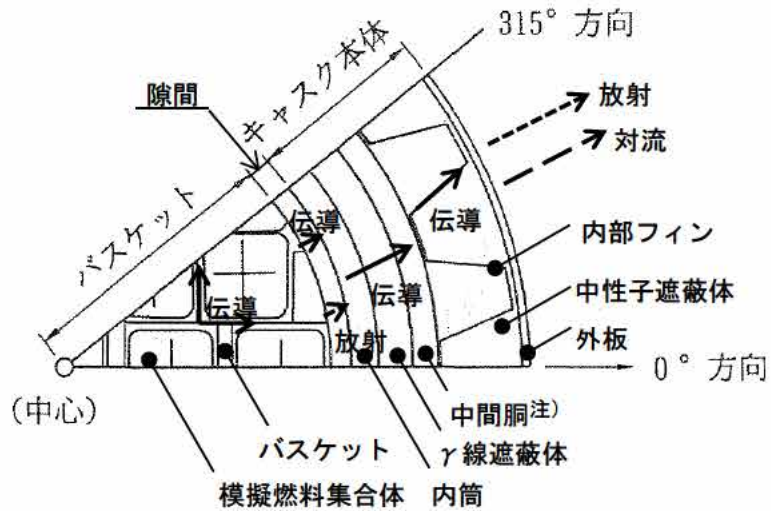 315° 方向
キャスク本体
隙間
放射
対流
バスケット
伝導
伝導
内部フィン
伝導
伝導
中性子遮蔽体
放射
外板
0° 方向
(中心)
中間胴注)
バスケット
γ線遮蔽体
模擬燃料集合体
内筒